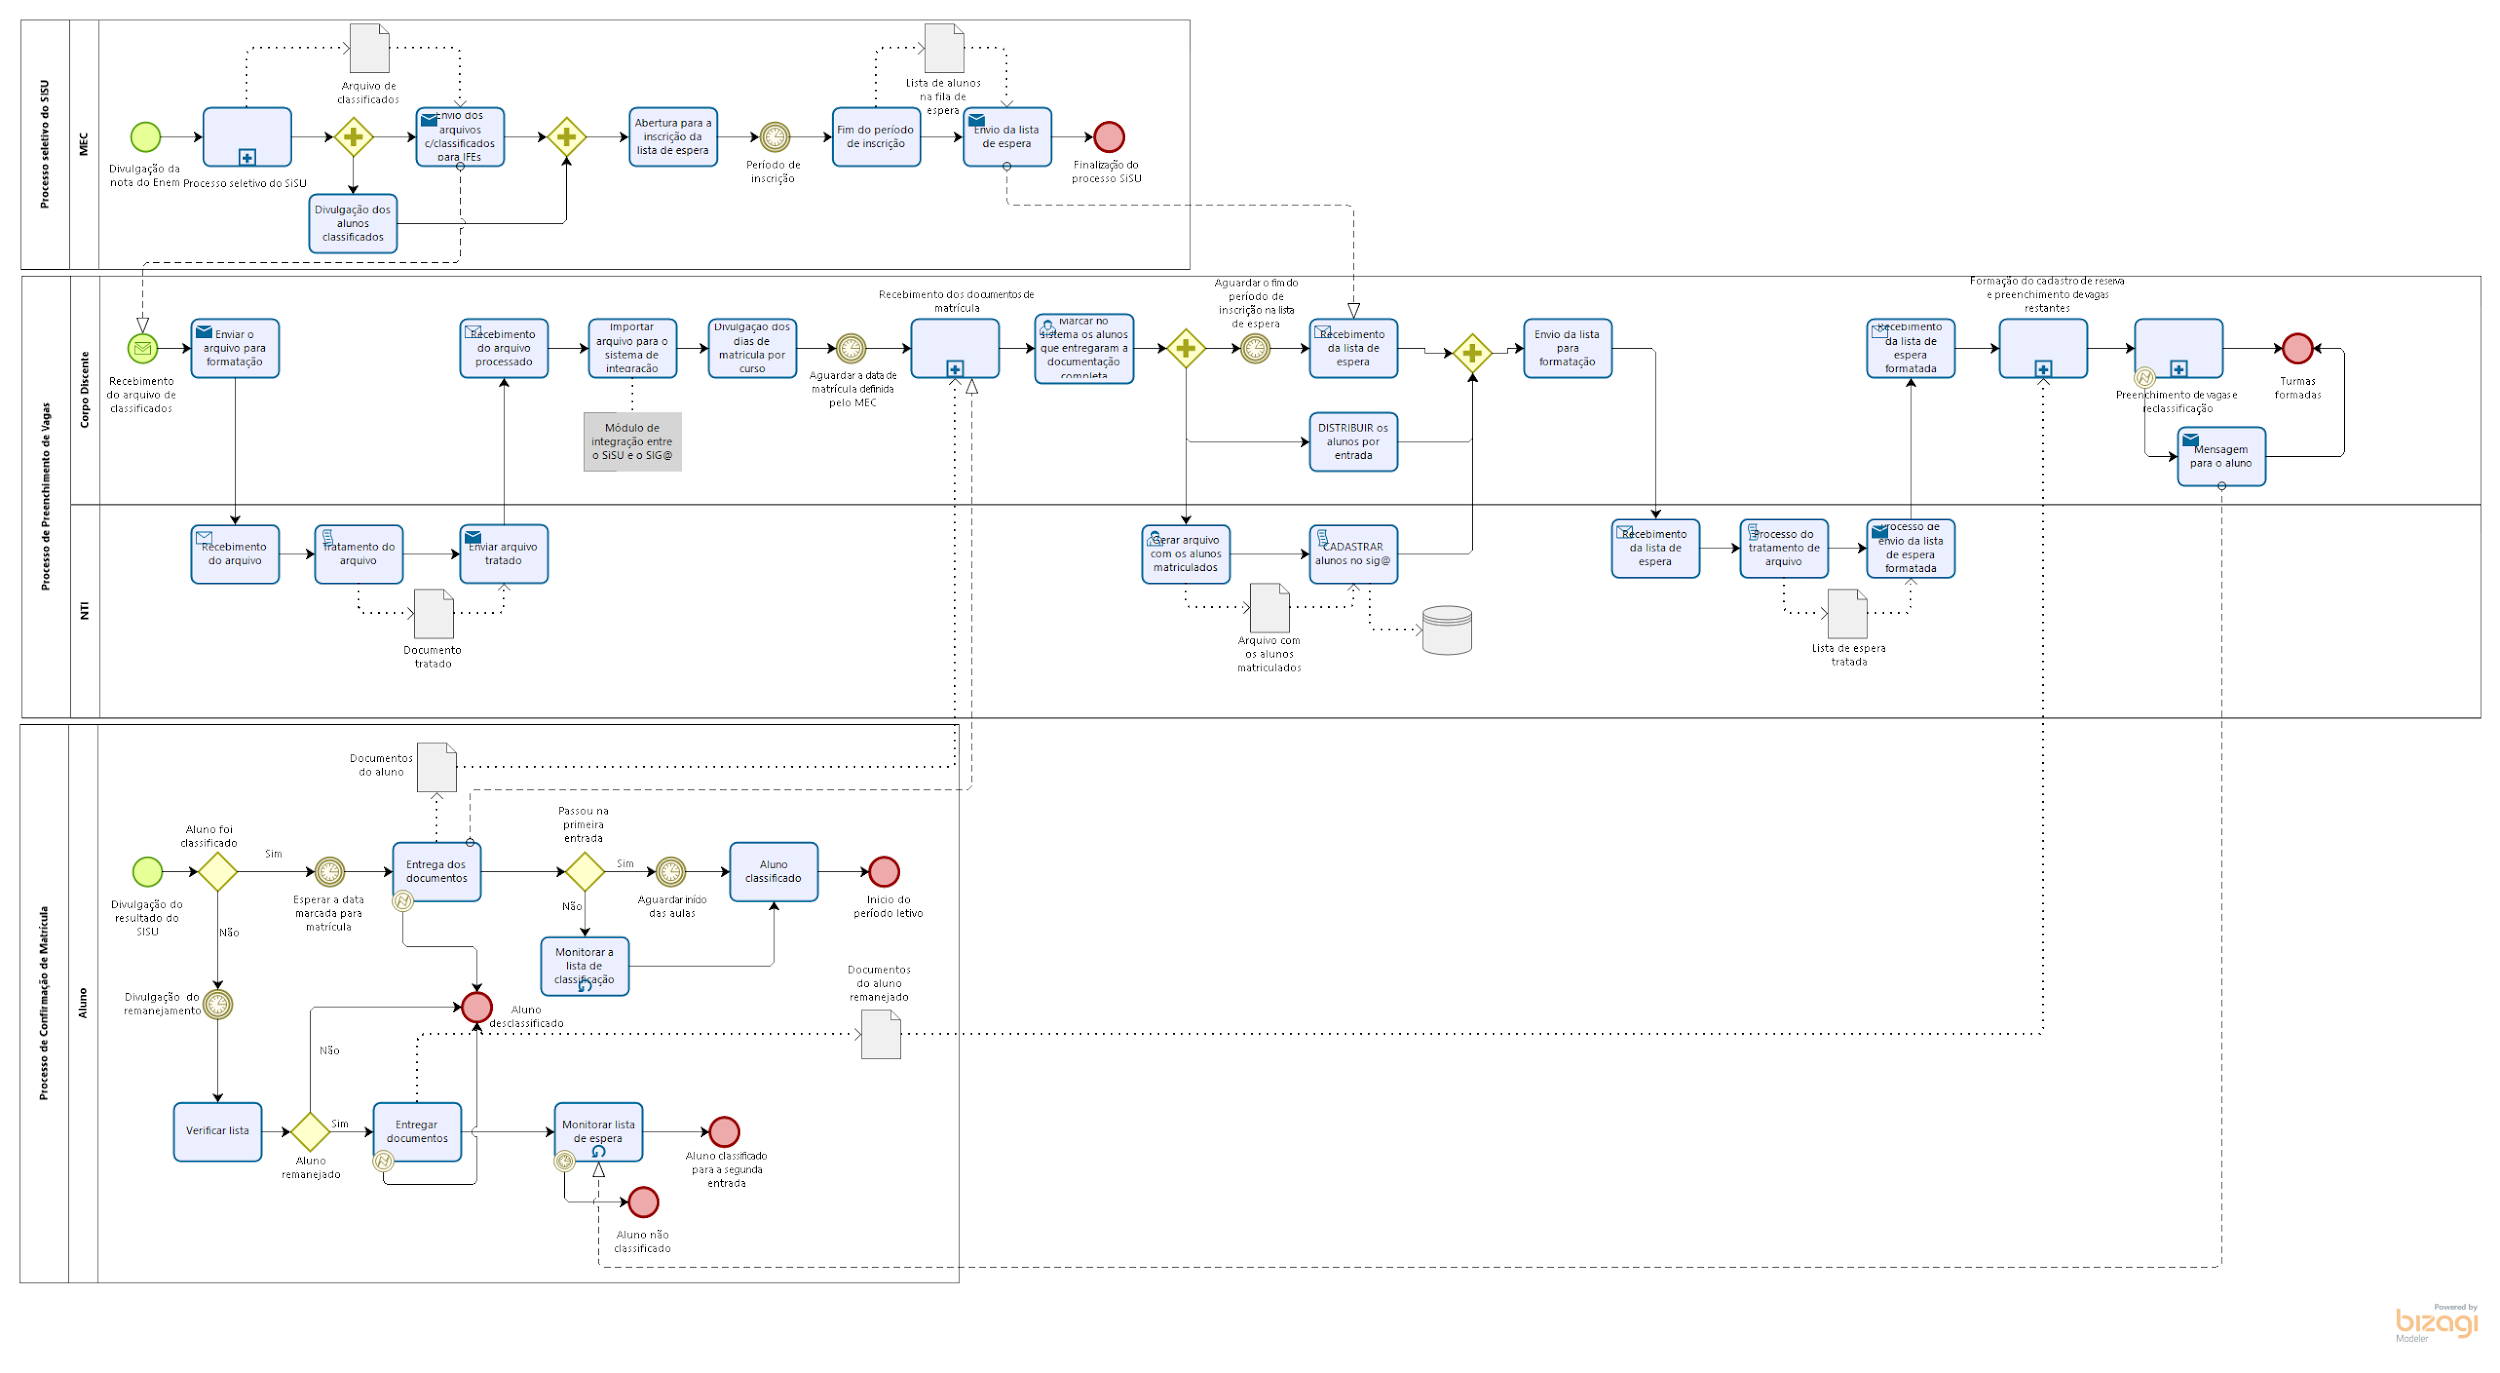 Processo seletivo do SiSU
MEC
Divulgação da
nota do Enem
Processo seletivo do SiSU
Arquivo de
classificados
Envio dos
arquivos
c/classificados
para IFEs
Divulgação dos
alunos
classificados
Abertura para a
inscrição da
lista de espera
Período de
inscrição
Fim do período
de inscrição
Lista de alunos
na fila de
espera
Envio da lista
de espera
Finalização do
processo SiSU
Processo de Preenchimento de Vagas
Corpo Discente
Recebimento
do arquivo de
classificados
Enviar o
arquivo para
formatação
Recebimento
do arquivo
processado
Importar
arquivo para o
sistema de
integração
Módulo de
integração entre
o SiSU e o SIG@
Divulgação dos
dias de
matricula por
curso
Aguardar a data de
matrícula definida
pelo MEC
Recebimento dos documentos de
matrícula
Marcar no
sistema os alunos
que entregaram a
documentação
completa
Aguardar o fim do
período de
inscrição na lista
de espera
Recebimento
da lista de
espera
DISTRIBUIR os
alunos por
entrada
Envio da lista
para
formatação
Recebimento
da lista de
espera
formatada
Formação do cadastro de reserva
e preenchimento de vagas
restantes
Preenchimento de vagas e
reclassificação
Mensagem
para o aluno
Turmas
formadas
NTI
Recebimento
do arquivo
Tratamento do
arquivo
Enviar arquivo
tratado
Documento
tratado
Gerar arquivo
com os alunos
matriculados
CADASTRAR
alunos no sig@
Arquivo com
os alunos
matriculados
Recebimento
da lista de
espera
Processo do
tratamento de
arquivo
Processo de
envio da lista
de espera
formatada
Lista de espera
tratada
Processo de Confirmação de Matrícula
Aluno
Documentos
do aluno
Divulgação do
resultado do
SISU
Aluno foi
classificado
Sim
Não
Esperar a data
marcada para
matrícula
Entrega dos
documentos
Passou na
primeira
entrada
Sim
Não
Aguardar início
das aulas
Aluno
classificado
Inicio do
período letivo
Monitorar a
lista de
classificação
Divulgação do
remanejamento
Aluno
desclassificado
Documentos
do aluno
remanejado
Não
Verificar lista
Sim
Aluno
remanejado
Entregar
documentos
Monitorar lista
de espera
Aluno classificado
para a segunda
entrada
Aluno não
classificado
Powered by
bizagi
Modeler